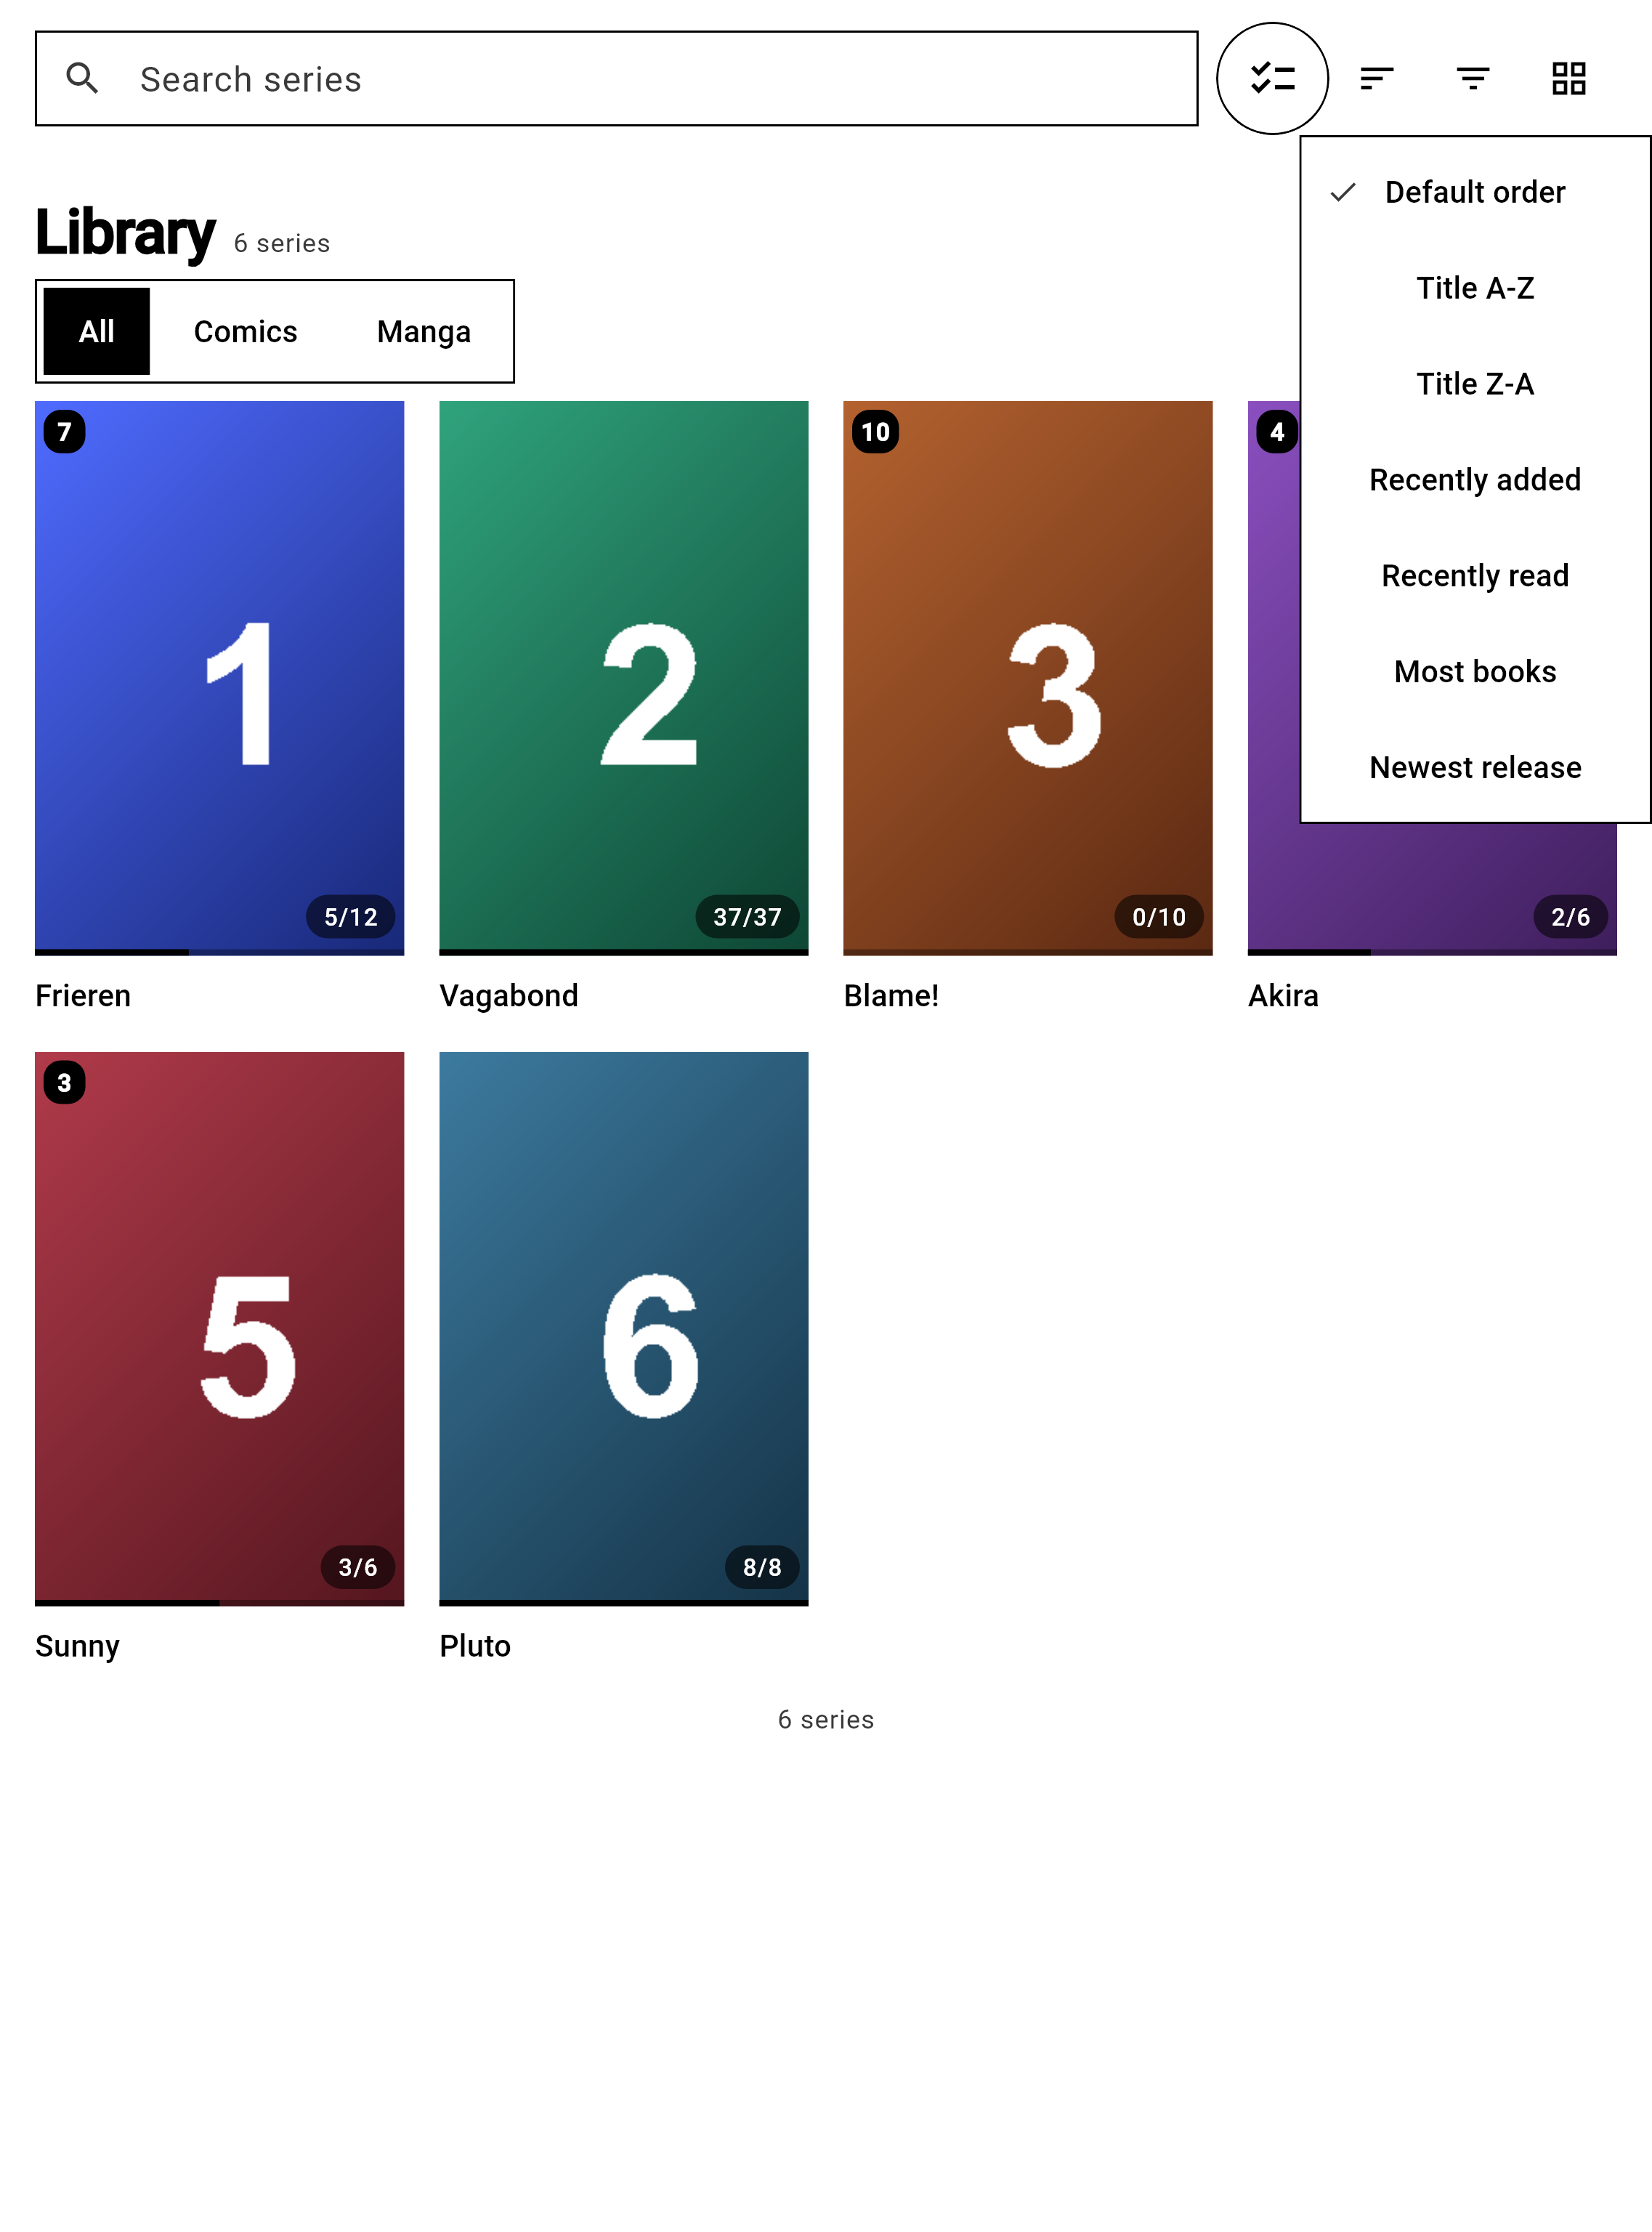 Search series
Default order
Title A-Z
Title Z-A
Recently added
Recently read
Most books
Newest release
Library 6 series
All Comics Manga
7
1
5/12
Frieren
2
37/37
Vagabond
10
3
0/10
Blame!
4
2/6
Akira
3
5
3/6
Sunny
6
8/8
Pluto
6 series